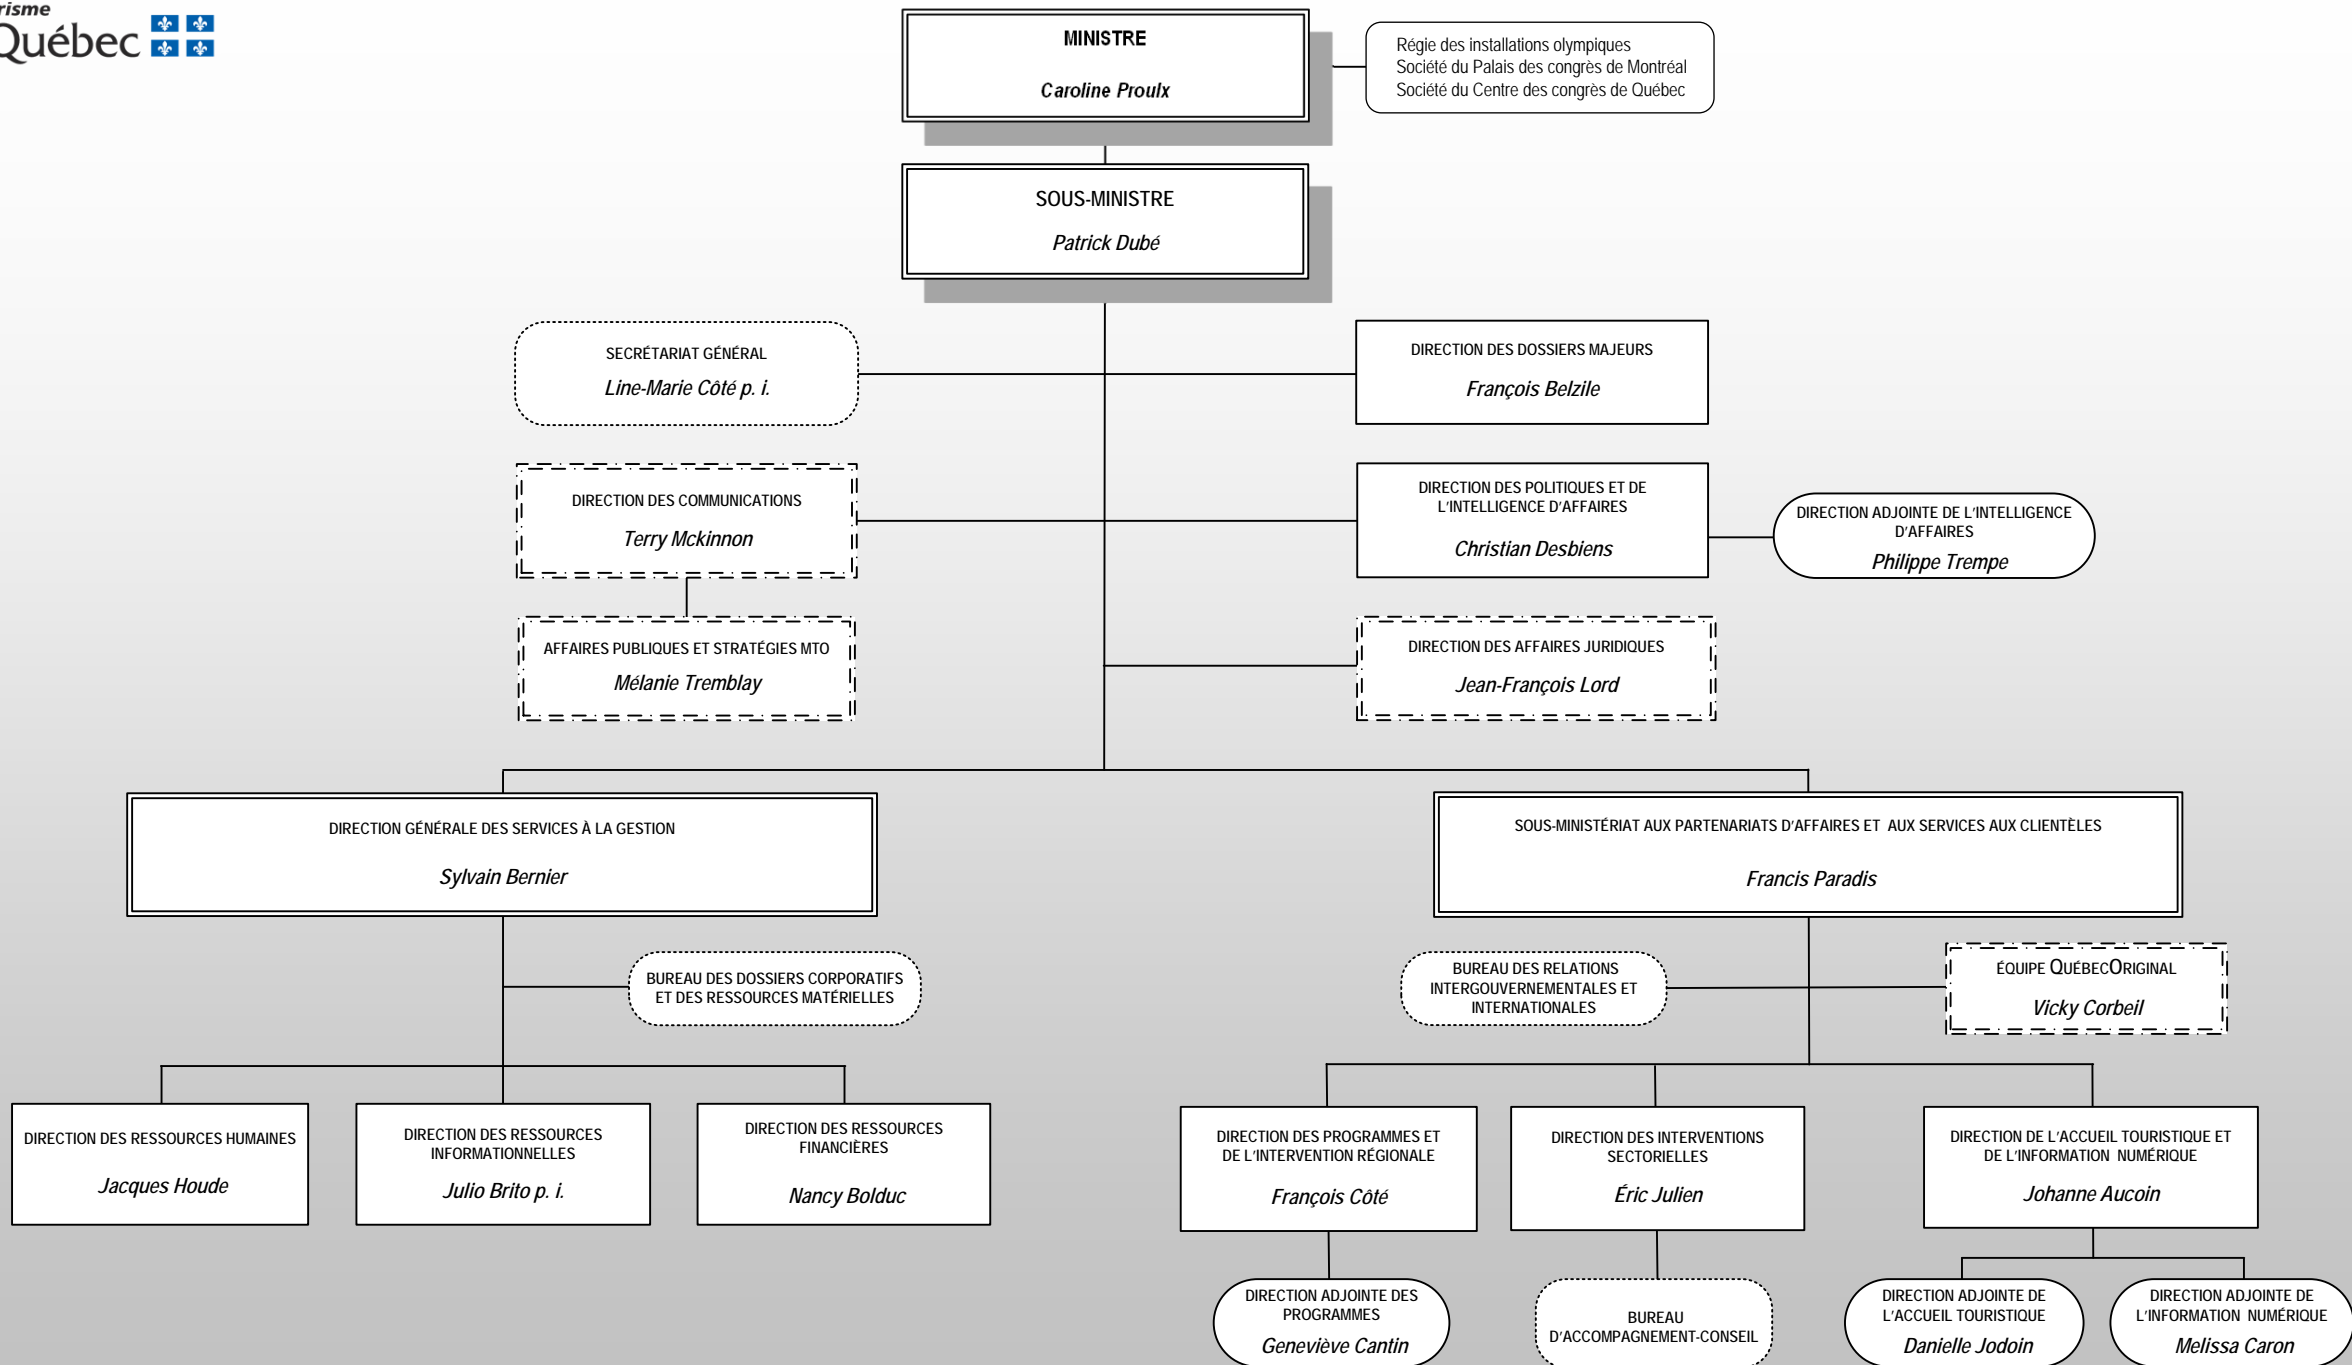 risme
Québec
MINISTRE
Caroline Proulx
Régie des installations olympiques
Société du Palais des congrès de Montréal
Société du Centre des congrès de Québec
SOUS-MINISTRE
Patrick Dubé
SECRÉTARIAT GÉNÉRAL
Line-Marie Côté p. i.
DIRECTION DES DOSSIERS MAJEURS
François Belzile
DIRECTION DES COMMUNICATIONS
Terry Mckinnon
DIRECTION DES POLITIQUES ET DE
L'INTELLIGENCE D'AFFAIRES
Christian Desbiens
DIRECTION ADJOINTE DE L'INTELLIGENCE
D'AFFAIRES
Philippe Trempe
AFFAIRES PUBLIQUES ET STRATÉGIES MTO
Mélanie Tremblay
DIRECTION DES AFFAIRES JURIDIQUES
Jean-François Lord
DIRECTION GÉNÉRALE DES SERVICES À LA GESTION
Sylvain Bernier
SOUS-MINISTÉRIAT AUX PARTENARIATS D'AFFAIRES ET AUX SERVICES AUX CLIENTÈLES
Francis Paradis
BUREAU DES DOSSIERS CORPORATIFS
ET DES RESSOURCES MATÉRIELLES
BUREAU DES RELATIONS
INTERGOUVERNEMENTALES ET
INTERNATIONALES
ÉQUIPE QUÉBECORIGINAL
Vicky Corbeil
DIRECTION DES RESSOURCES HUMAINES
Jacques Houde
DIRECTION DES RESSOURCES
INFORMATIONNELLES
Julio Brito p. i.
DIRECTION DES RESSOURCES
FINANCIÈRES
Nancy Bolduc
DIRECTION DES PROGRAMMES ET
DE L'INTERVENTION RÉGIONALE
François Côté
DIRECTION DES INTERVENTIONS
SECTORIELLES
Éric Julien
DIRECTION DE L'ACCUEIL TOURISTIQUE ET
DE L'INFORMATION NUMÉRIQUE
Johanne Aucoin
DIRECTION ADJOINTE DES
PROGRAMMES
Geneviève Cantin
BUREAU
D'ACCOMPAGNEMENT-CONSEIL
DIRECTION ADJOINTE DE
L'ACCUEIL TOURISTIQUE
Danielle Jodoin
DIRECTION ADJOINTE DE
L'INFORMATION NUMÉRIQUE
Melissa Caron